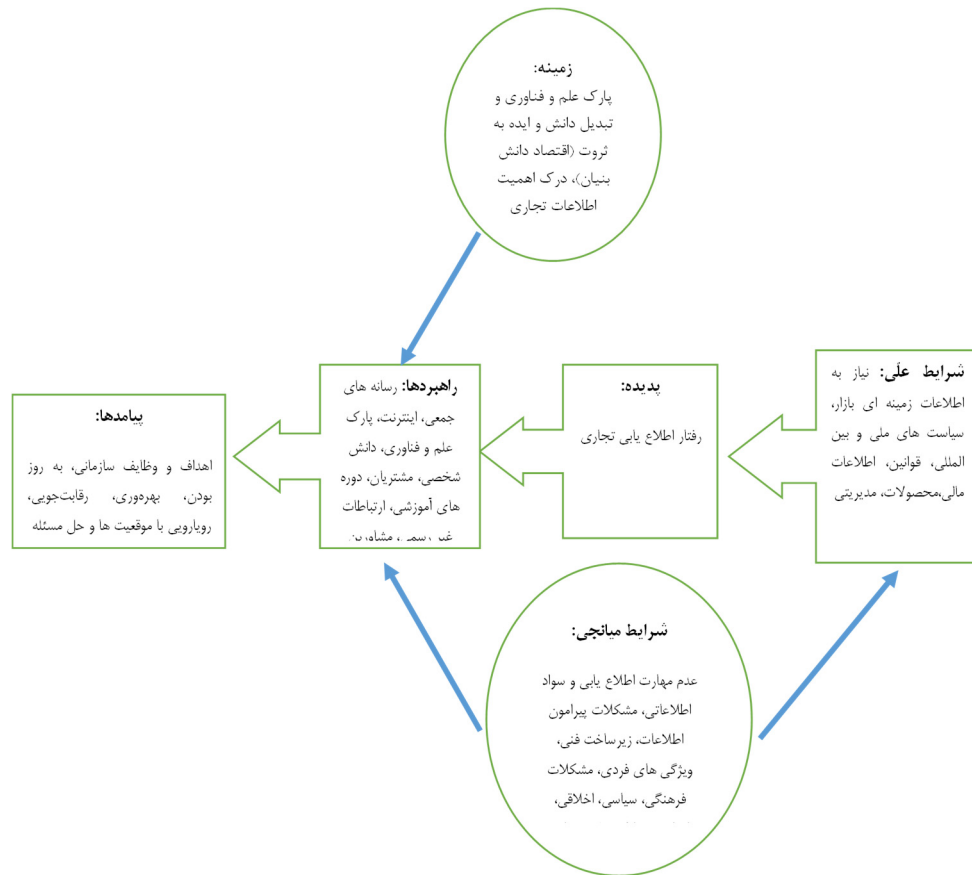 زمینه:
پارک علم و فناوری و
تبدیل دانش و ایده به
ثروت (اقتصاد دانش
بنیان)، درک اهمیت
اطلاعات تجاری
شرایط علّی: نیاز به
اطلاعات زمینه ای بازار،
سیاست های ملی و بین
المللی، قوانین، اطلاعات
مالی،محصولات، مدیریتی
پدیده:
رفتار اطلاع یابی تجاری
راهبردها: رسانه های
جمعی، اینترنت، پارک
علم و فناوری، دانش
شخصی، مشتریان، دوره
های آموزشی، ارتباطات
غیر رسمی، مشاورین
پیامدها:
اهداف و وظایف سازمانی، به روز
بودن، بهره‌وری، رقابت‌جویی،
رویارویی با موقعیت ها و حل مسئله
شرایط میانجی:
عدم مهارت اطلاع یابی و سواد
اطلاعاتی، مشکلات پیرامون
اطلاعات، زیرساخت فنی،
ویژگی های فردی، مشکلات
فرهنگی، سیاسی، اخلاقی،